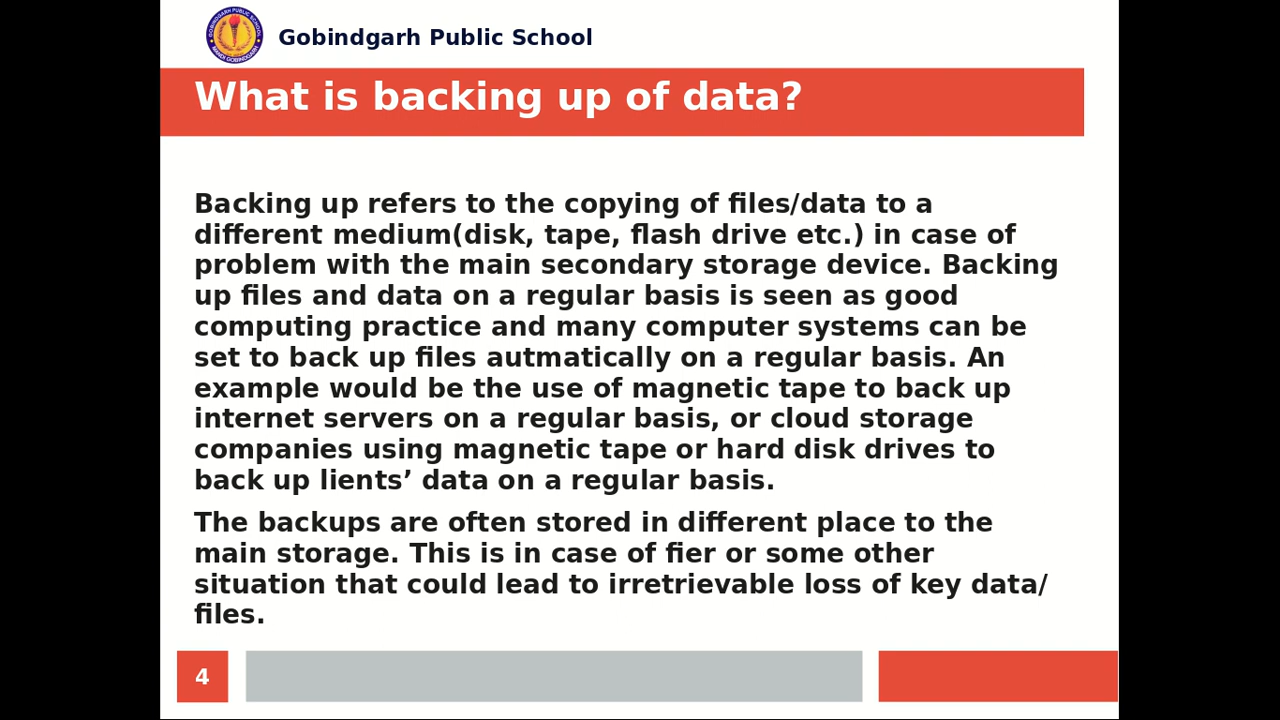 GOBINDGARH PUBLIC SCHOOL
MANDI GOBINDGARH
Gobindgarh Public School
What is backing up of data?
Backing up refers to the copying of files/data to a
different medium(disk, tape, flash drive etc.) in case of
problem with the main secondary storage device. Backing
up files and data on a regular basis is seen as good
computing practice and many computer systems can be
set to back up files autmatically on a regular basis. An
example would be the use of magnetic tape to back up
internet servers on a regular basis, or cloud storage
companies using magnetic tape or hard disk drives to
back up lients’ data on a regular basis.
The backups are often stored in different place to the
main storage. This is in case of fier or some other
situation that could lead to irretrievable loss of key data/
files.
4